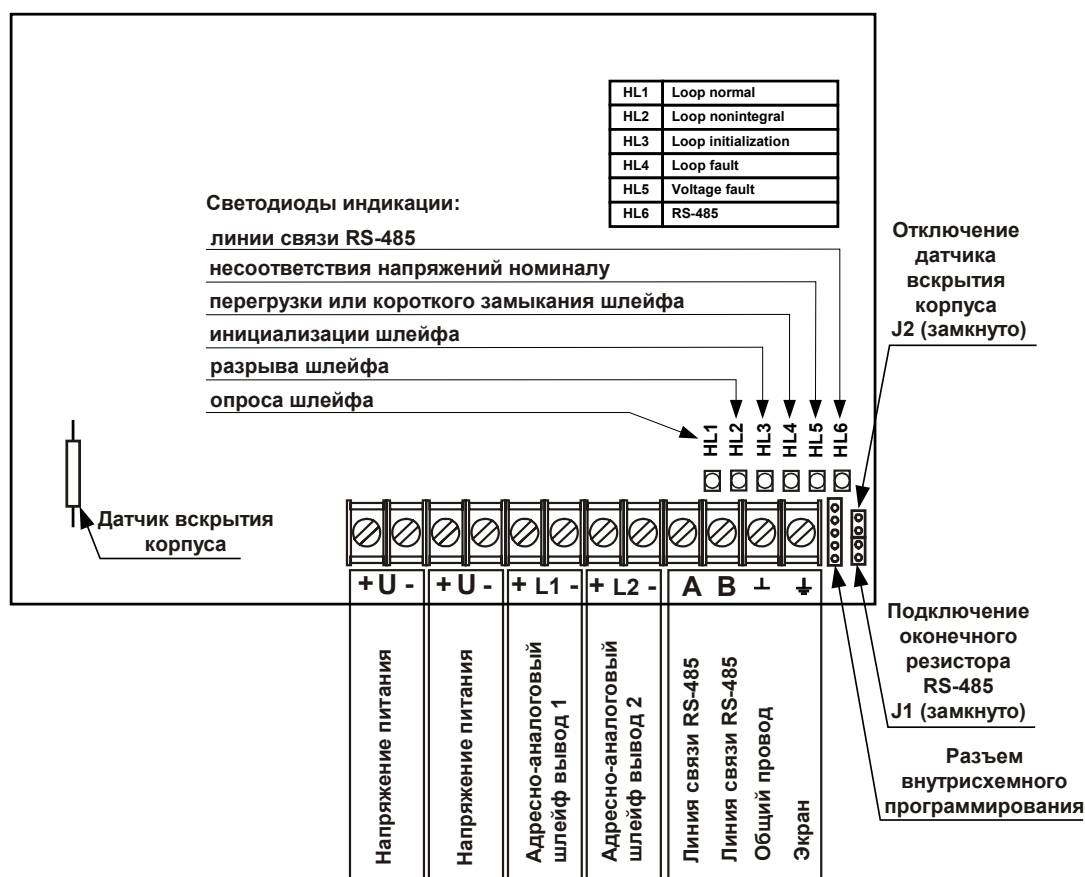 HL1 Loop normal
HL2 Loop nonintegral
HL3 Loop initialization
HL4 Loop fault
HL5 Voltage fault
HL6 RS-485
Светодиоды индикации:
линии связи RS-485
несоответствия напряжений номиналу
перегрузки или короткого замыкания шлейфа
инициализации шлейфа
разрыва шлейфа
опроса шлейфа
Отключение
датчика
вскрытия
корпуса
J2 (замкнуто)
HL1
HL2
HL3
HL4
HL5
HL6
Датчик вскрытия
корпуса
+ U -
+ U -
+ L1 -
+ L2 -
A B
Напряжение питания
Напряжение питания
Адресно-аналоговый
шлейф вывод 1
Адресно-аналоговый
шлейф вывод 2
Линия связи RS-485
Линия связи RS-485
Общий провод
Экран
Подключение
оконечного
резистора
RS-485
J1 (замкнуто)
Разъем
внутрисхемного
программирования